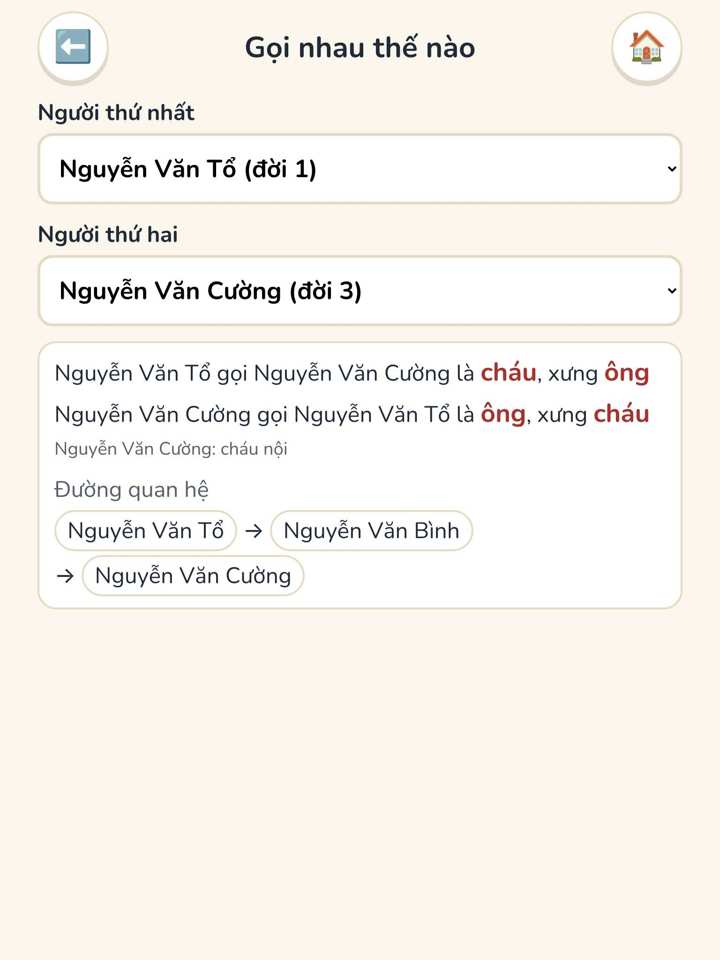 Gọi nhau thế nào
Người thứ nhất
Nguyễn Văn Tổ (đời 1)
Người thứ hai
Nguyễn Văn Cường (đời 3)
Nguyễn Văn Tổ gọi Nguyễn Văn Cường là cháu, xưng ông
Nguyễn Văn Cường gọi Nguyễn Văn Tổ là ông, xưng cháu
Nguyễn Văn Cường: cháu nội
Đường quan hệ
Nguyễn Văn Tổ → Nguyễn Văn Bình
→ Nguyễn Văn Cường